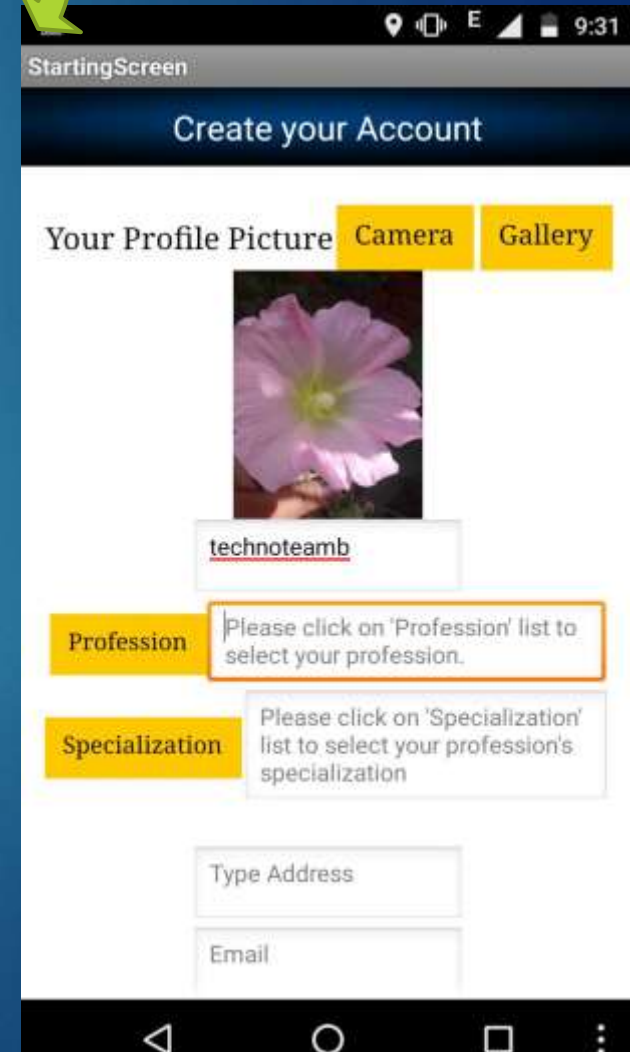 E 9:31
StartingScreen
Create your Account
Your Profile Picture Camera Gallery
technoteamb
Profession
Please click on 'Profession' list to
select your profession.
Specialization
Please click on 'Specialization'
list to select your profession's
specialization
Type Address
Email